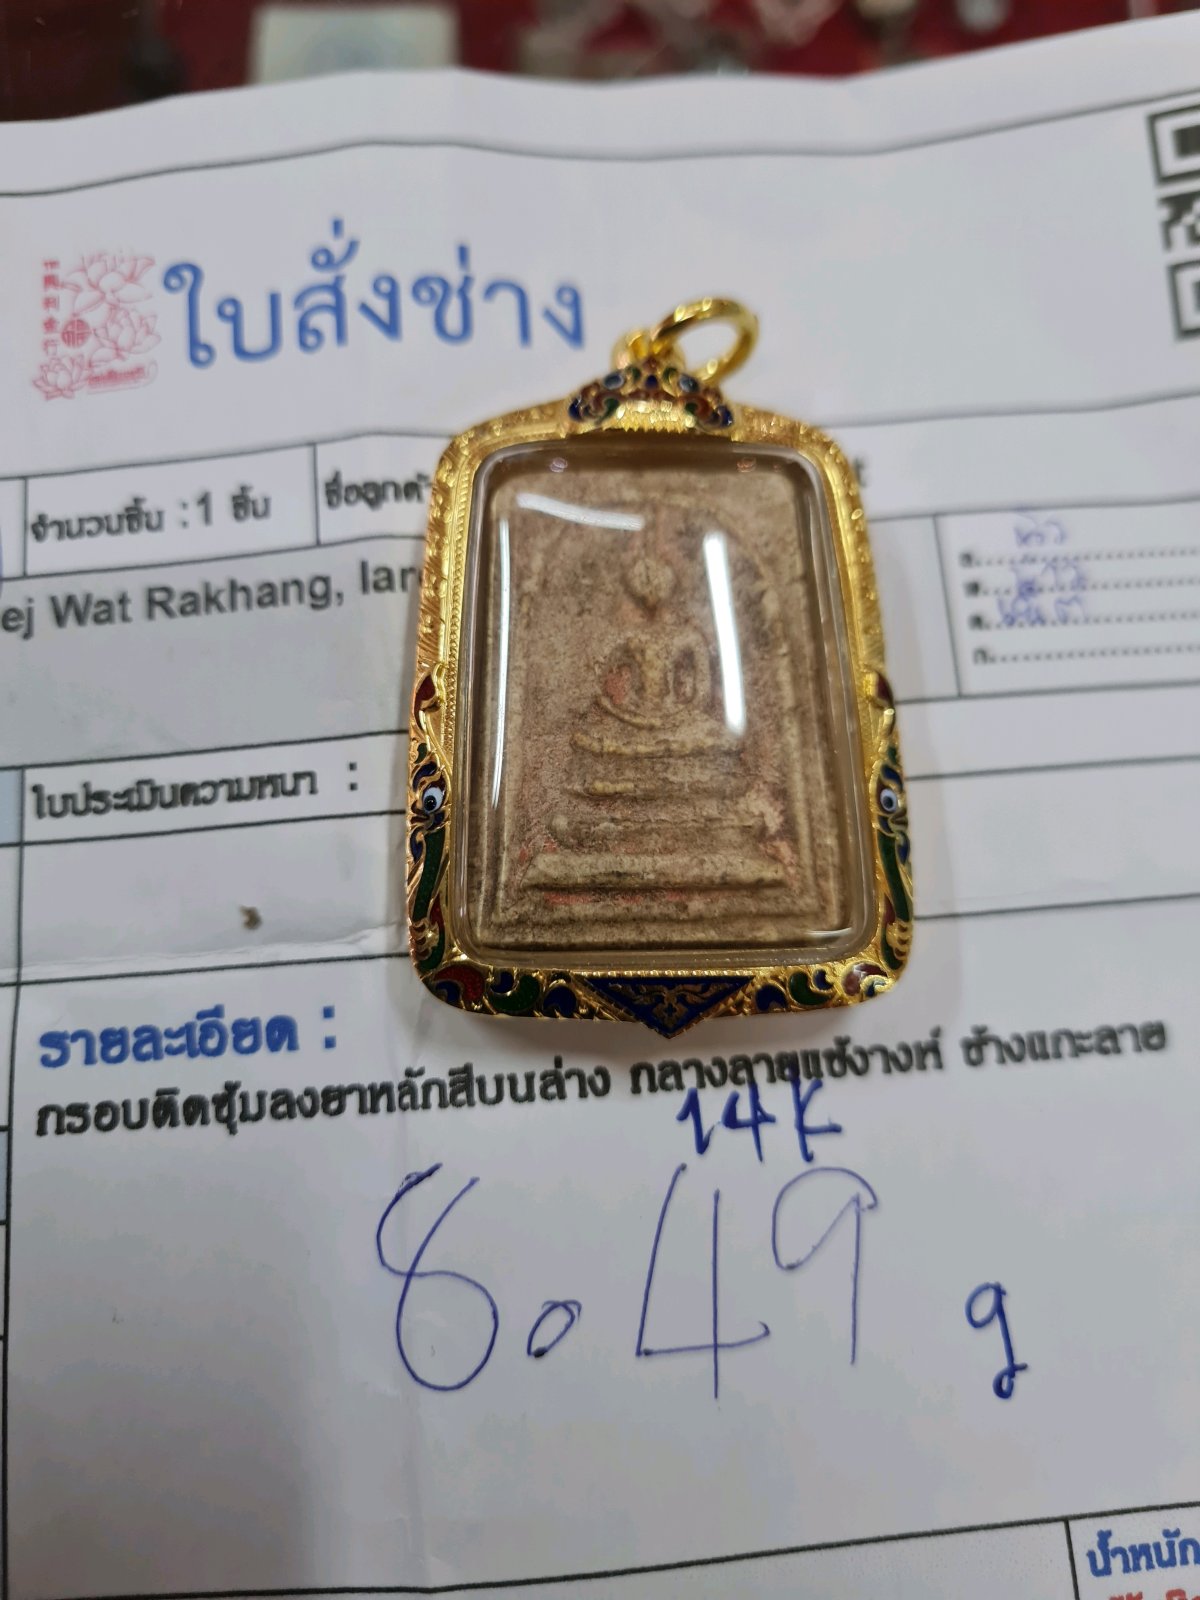 ใบสั่งช่าง
จำนวนชิ้น : 1 ชิ้น
ชื่อลูกค้า
ej Wat Rakhang,
ใบประเมินความหนา :
รายละเอียด :
กรอบติดซุ้มลงยาหลักสีบนล่าง กลางลายแซ้งางห์ ช้างแกะลาย
14K
8.49 g
น้ำหนัก